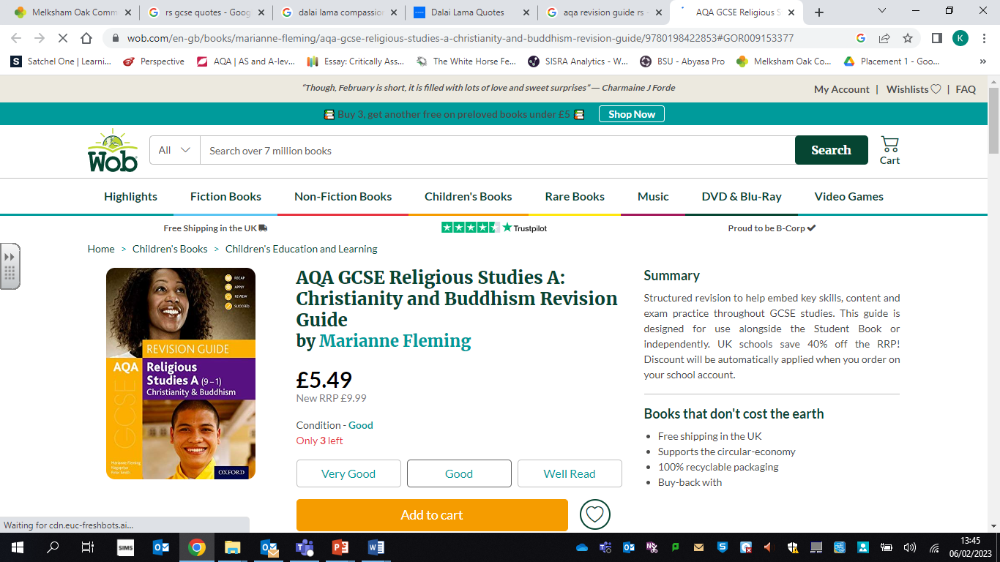 Melksham Oak Comm
rs gcse quotes - Goog
dalai lama compassion
Dalai Lama Quotes
aqa revision guide rs -
AQA GCSE Religious S
wob.com/en-gb/books/marianne-fleming/aqa-gcse-religious-studies-a-christianity-and-buddhism-revision-guide/9780198422853#GOR009153377
K
Satchel One | Learni...
Perspective
AQA | AS and A-lev...
Essay: Critically Ass...
The White Horse Fe...
SISRA Analytics - W...
BSU - Abyasa Pro
Melksham Oak Co...
Placement 1 - Goo...
“Though, February is short, it is filled with lots of love and sweet surprises” — Charmaine J Forde
My Account | Wishlists | FAQ
Buy 3, get another free on preloved books under £5
Shop Now
Wob
All
Search over 7 million books
Search
Cart
Highlights
Fiction Books
Non-Fiction Books
Children's Books
Rare Books
Music
DVD & Blu-Ray
Video Games
Free Shipping in the UK
Trustpilot
Proud to be B-Corp
Home > Children's Books > Children's Education and Learning
RECAP
APPLY
REVIEW
SUCCEED
REVISION GUIDE
AQA
GCSE
Religious
Studies A (9–1)
Christianity & Buddhism
Marianne Fleming
Nagapriya
Peter Smith
OXFORD
AQA GCSE Religious Studies A:
Christianity and Buddhism Revision
Guide
by Marianne Fleming
£5.49
New RRP £9.99
Condition - Good
Only 3 left
Very Good
Good
Well Read
Add to cart
Summary
Structured revision to help embed key skills, content and
exam practice throughout GCSE studies. This guide is
designed for use alongside the Student Book or
independently. UK schools save 40% off the RRP!
Discount will be automatically applied when you order on
your school account.
Books that don't cost the earth
Free shipping in the UK
Supports the circular-economy
100% recyclable packaging
Buy-back with
Waiting for cdn.euc-freshbots.ai...
SIMS
13:45
06/02/2023